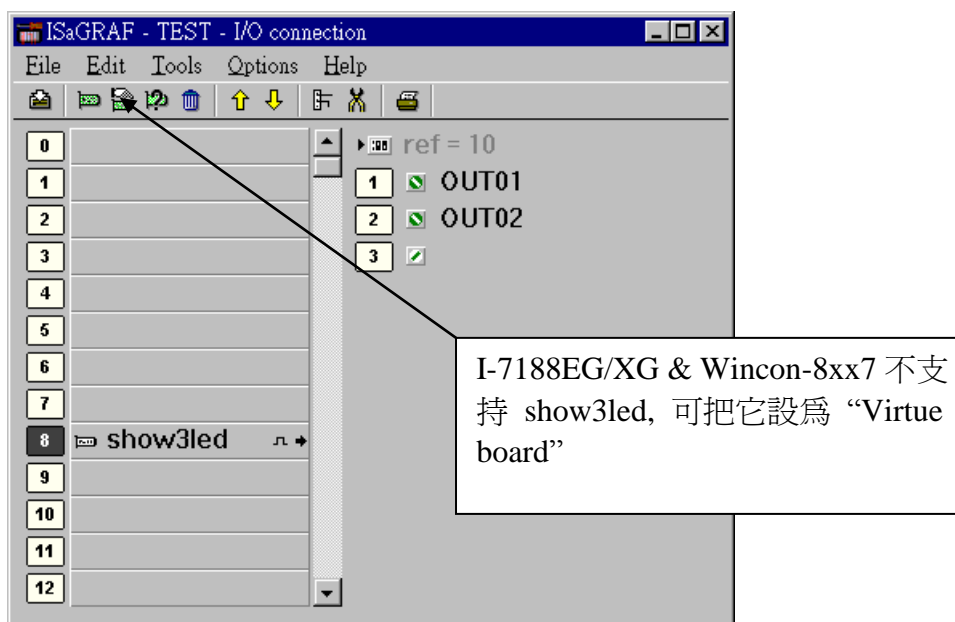 ISaGRAF - TEST - I/O connection
File Edit Tools Options Help
0
1
2
3
4
5
6
7
8 show3led
9
10
11
12
ref = 10
1 OUT01
2 OUT02
3
I-7188EG/XG & Wincon-8xx7 不支
持 show3led, 可把它設爲 “Virtue
board”